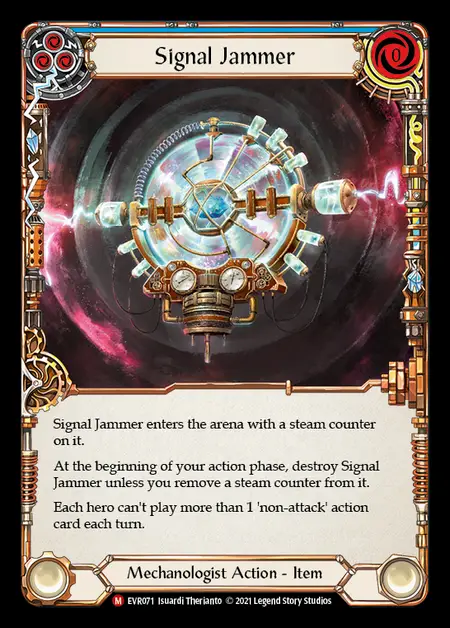 Signal Jammer
0
Signal Jammer enters the arena with a steam counter
on it.
At the beginning of your action phase, destroy Signal
Jammer unless you remove a steam counter from it.
Each hero can't play more than 1 'non-attack' action
card each turn.
Mechanologist Action - Item
M EVR071 Isuardi Therianto © 2021 Legend Story Studios